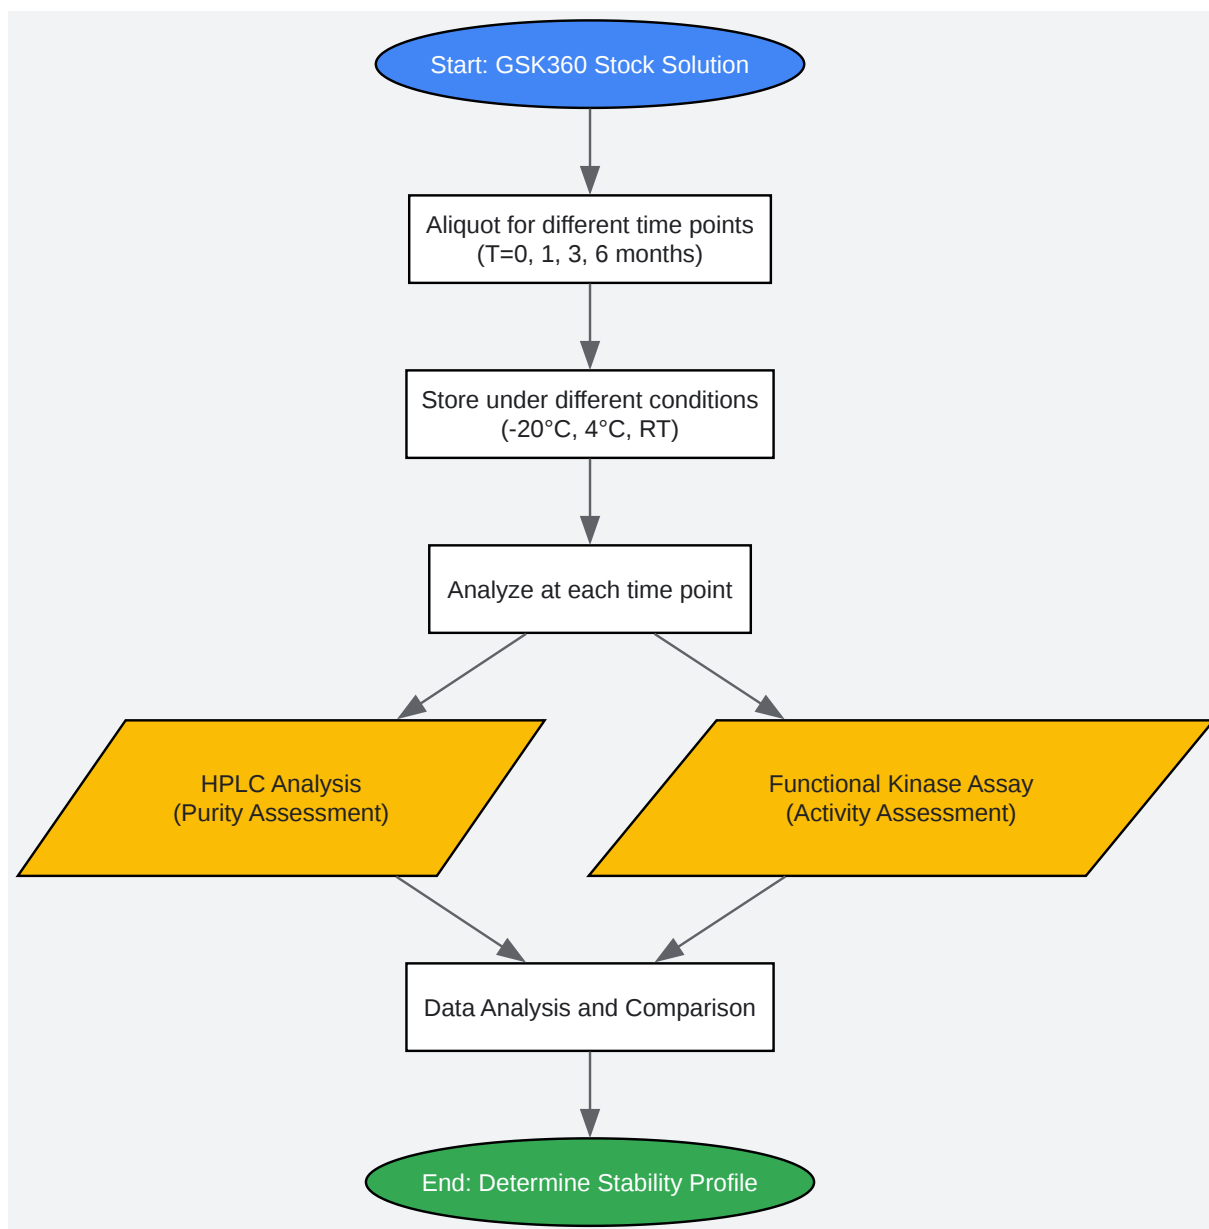 Start: GSK360 Stock Solution
Aliquot for different time points
(T=0, 1, 3, 6 months)
Store under different conditions
(-20°C, 4°C, RT)
Analyze at each time point
HPLC Analysis
(Purity Assessment)
Functional Kinase Assay
(Activity Assessment)
Data Analysis and Comparison
End: Determine Stability Profile